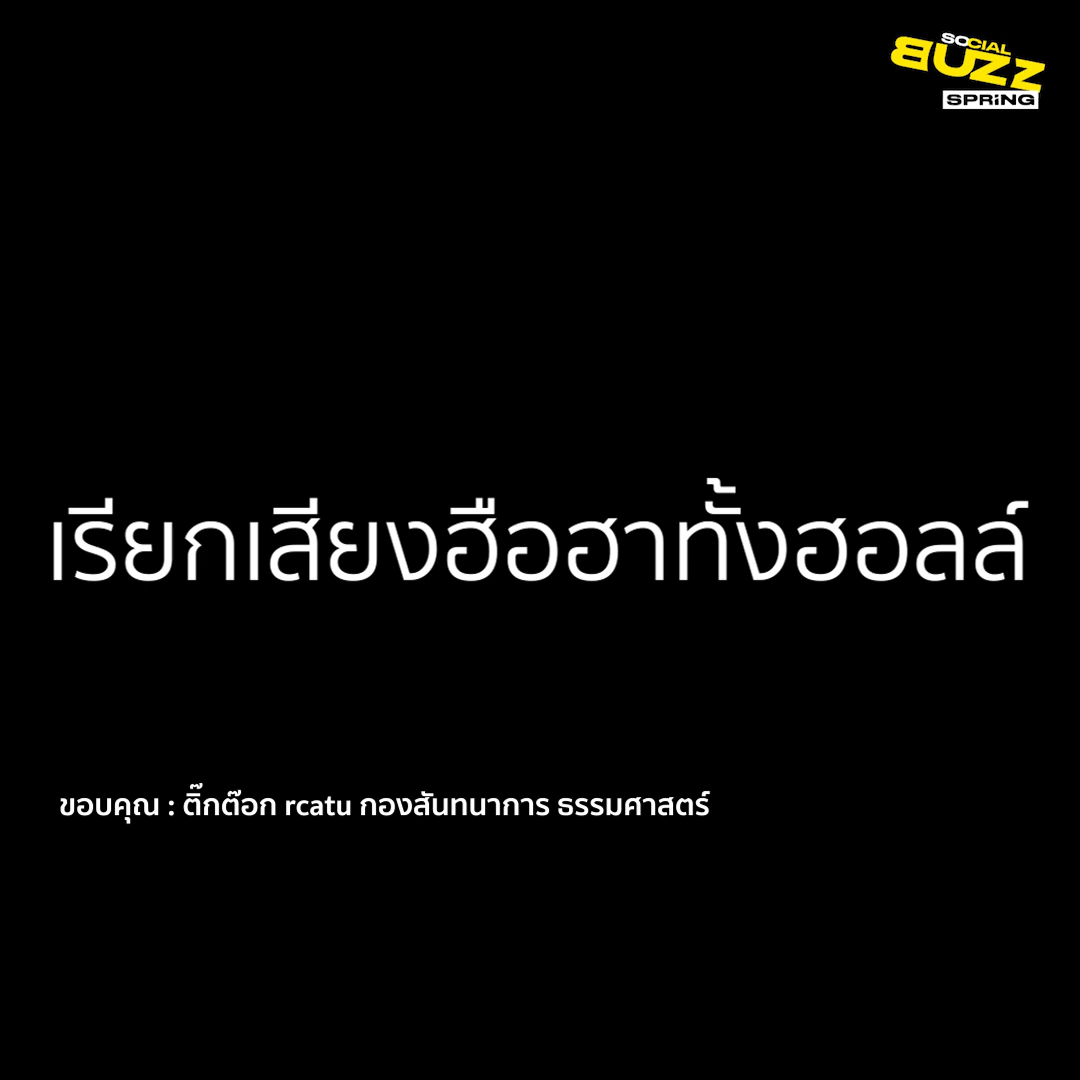 SOCIAL
BUZZ
SPRiNG
เรียกเสียงฮือฮาทั้งฮอลล์
ขอบคุณ : ติ๊กต๊อก rcatu กองสันทนาการ ธรรมศาสตร์